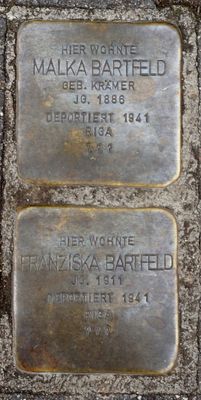 HIER WOHNTE
MALKA BARTFELD
GEB. KRÄMER
JG. 1886
DEPORTIERT 1941
RIGA
???
HIER WOHNTE
FRANZISKA BARTFELD
JG. 1911
DEPORTIERT 1941
RIGA
???